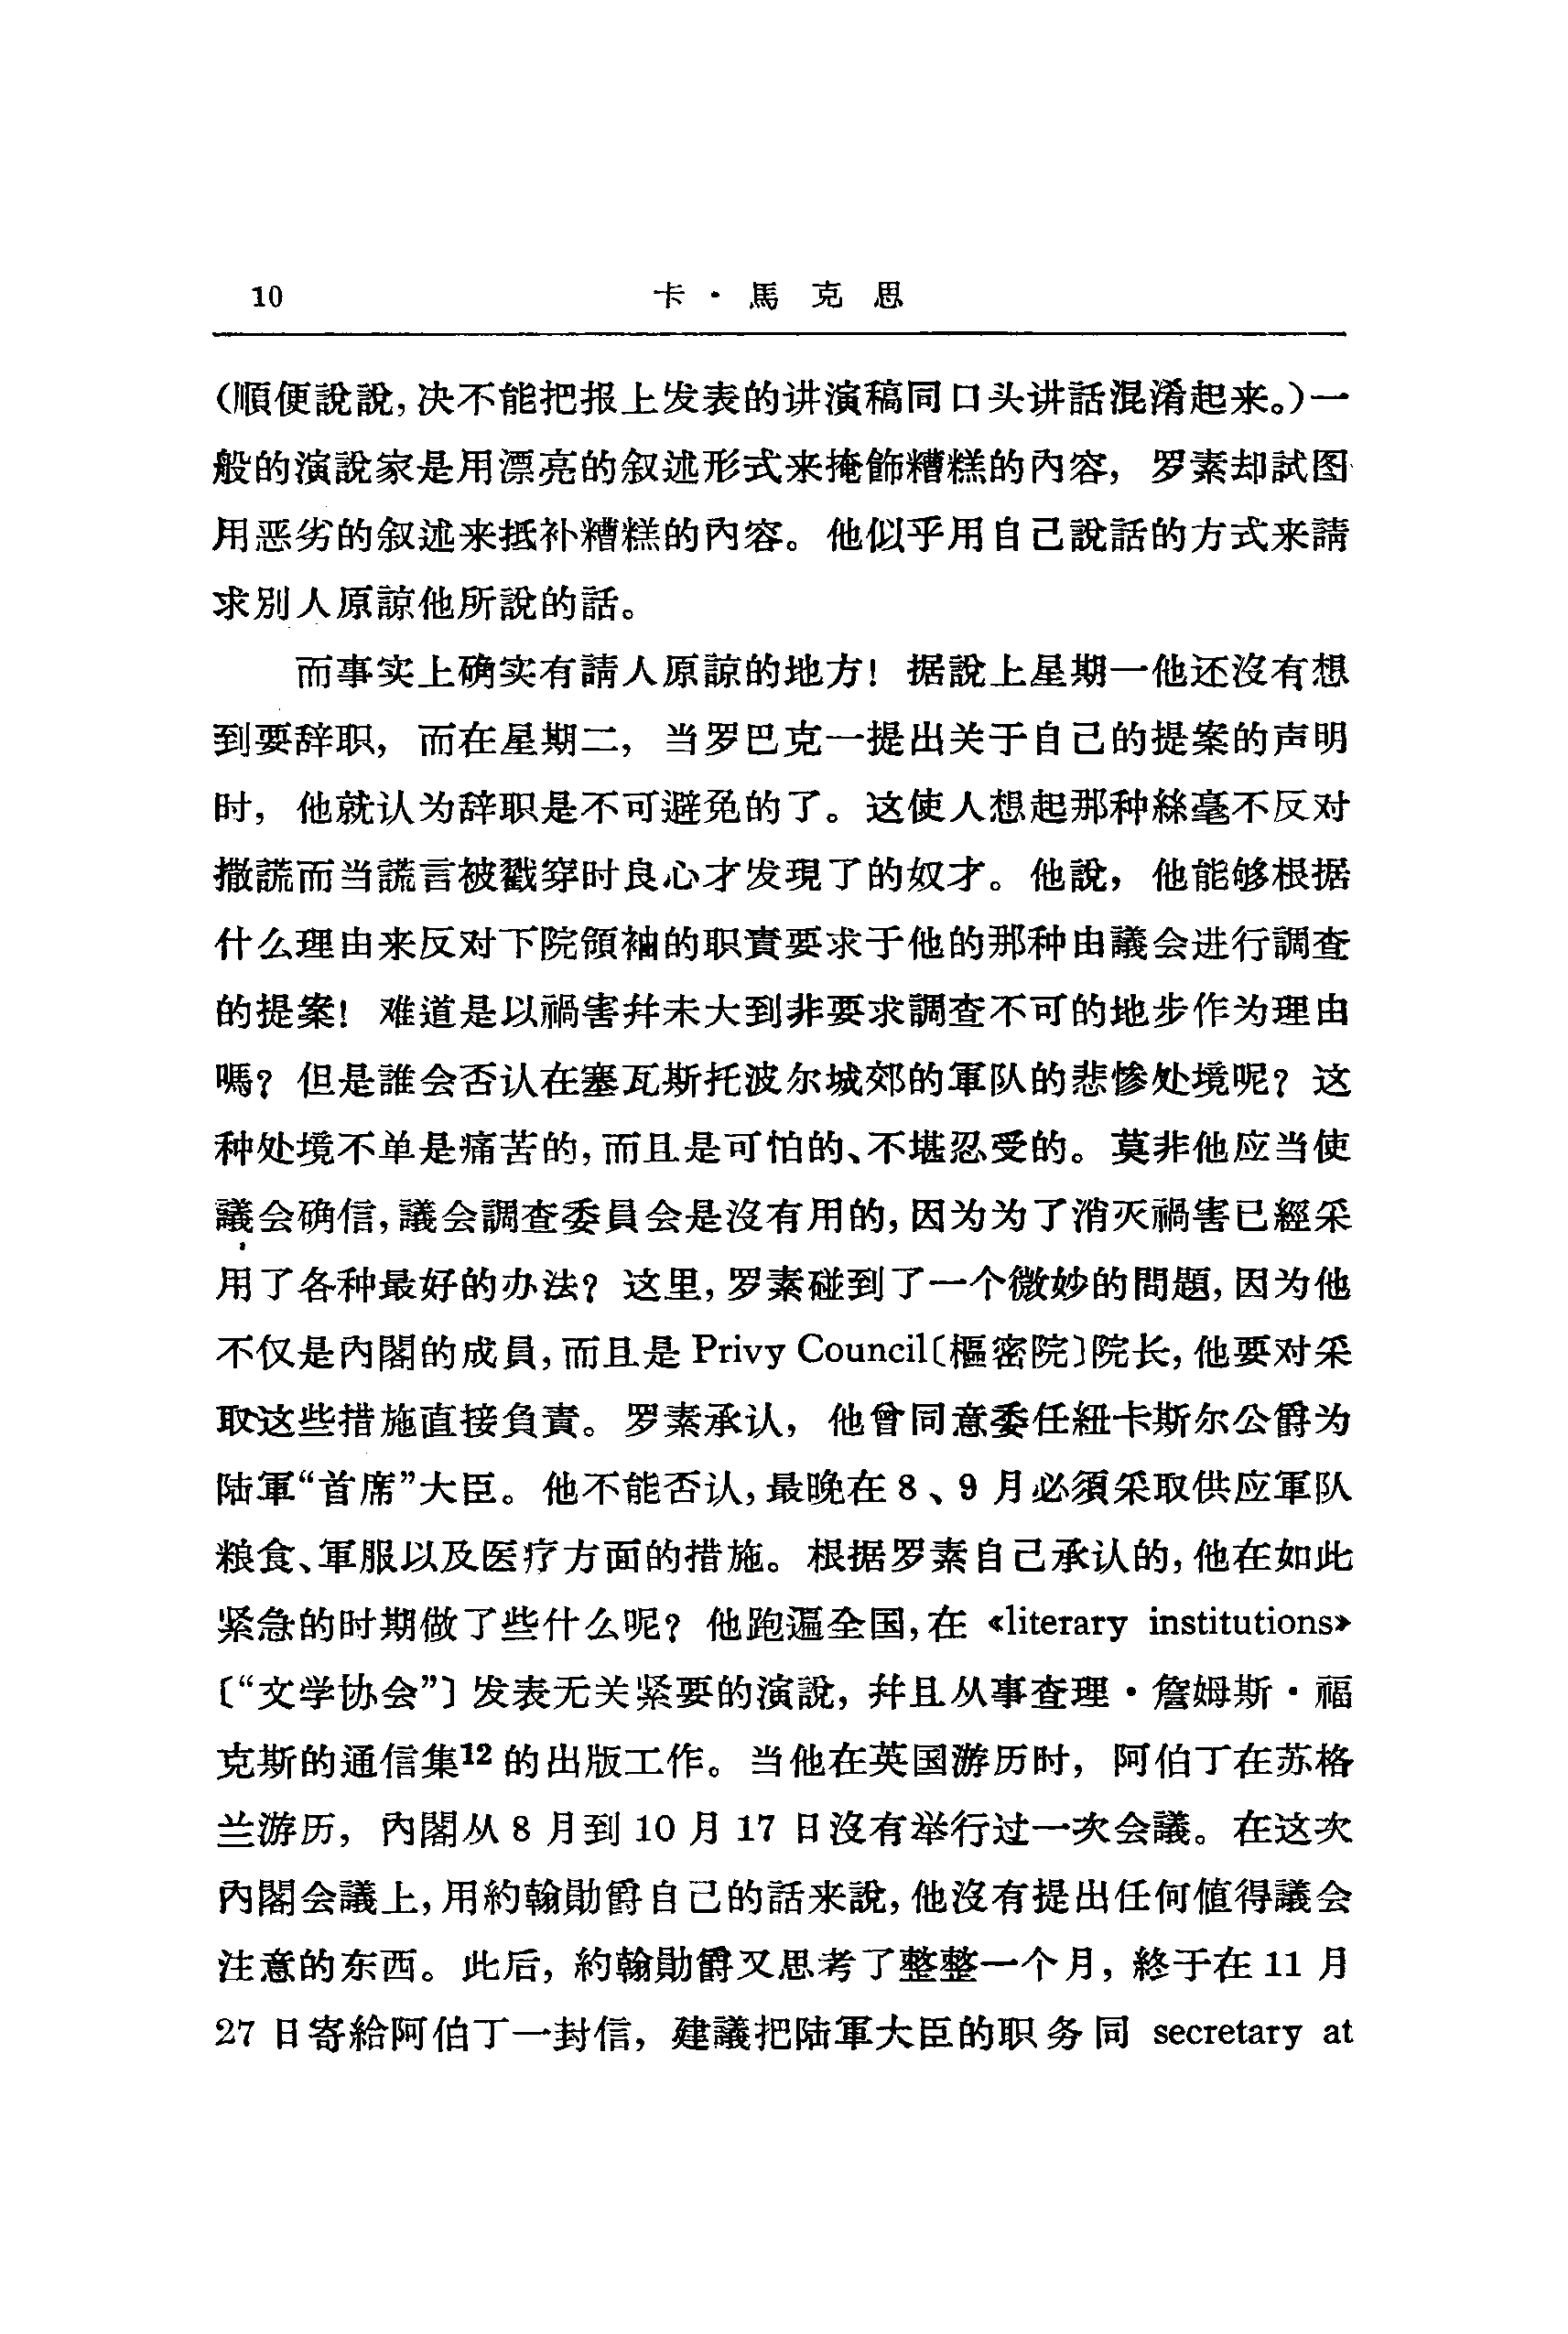 10 卡·馬克思
(順便說說,决不能把报上发表的讲演稿同口头讲話混淆起来。)一
般的演說家是用漂亮的叙述形式来掩飾糟糕的內容，罗素却試图
用恶劣的叙述来抵补糟糕的內容。他似乎用自己說話的方式来請
求別人原諒他所說的話。
而事实上确实有請人原諒的地方！据說上星期一他还沒有想
到要辞职，而在星期二，当罗巴克一提出关于自己的提案的声明
时，他就认为辞职是不可避免的了。这使人想起那种絲毫不反对
撒謊而当謊言被戳穿时良心才发現了的奴才。他說，他能够根据
什么理由来反对下院領袖的职責要求于他的那种由議会进行調查
的提案！难道是以禍害幷未大到非要求調查不可的地步作为理由
嗎？但是誰会否认在塞瓦斯托波尔城郊的軍队的悲慘处境呢？这
种处境不单是痛苦的,而且是可怕的、不堪忍受的。莫非他应当使
議会确信,議会調查委員会是沒有用的,因为为了消灭禍害已經采
用了各种最好的办法？这里,罗素碰到了一个微妙的問題,因为他
不仅是內閣的成員,而且是 Privy Council〔樞密院〕院长,他要对采
取这些措施直接負責。罗素承认，他曾同意委任紐卡斯尔公爵为
陆軍“首席”大臣。他不能否认,最晚在 8、9 月必須采取供应軍队
粮食、軍服以及医疗方面的措施。根据罗素自己承认的,他在如此
紧急的时期做了些什么呢？他跑遍全国,在 «literary institutions»
〔“文学协会”〕发表无关紧要的演說，幷且从事查理·詹姆斯·福
克斯的通信集12的出版工作。当他在英国游历时，阿伯丁在苏格
兰游历，內閣从 8 月到 10 月 17 日沒有举行过一次会議。在这次
內閣会議上,用約翰勛爵自己的話来說,他沒有提出任何值得議会
注意的东西。此后，約翰勛爵又思考了整整一个月，終于在 11 月
27 日寄給阿伯丁一封信，建議把陆軍大臣的职务同 secretary at